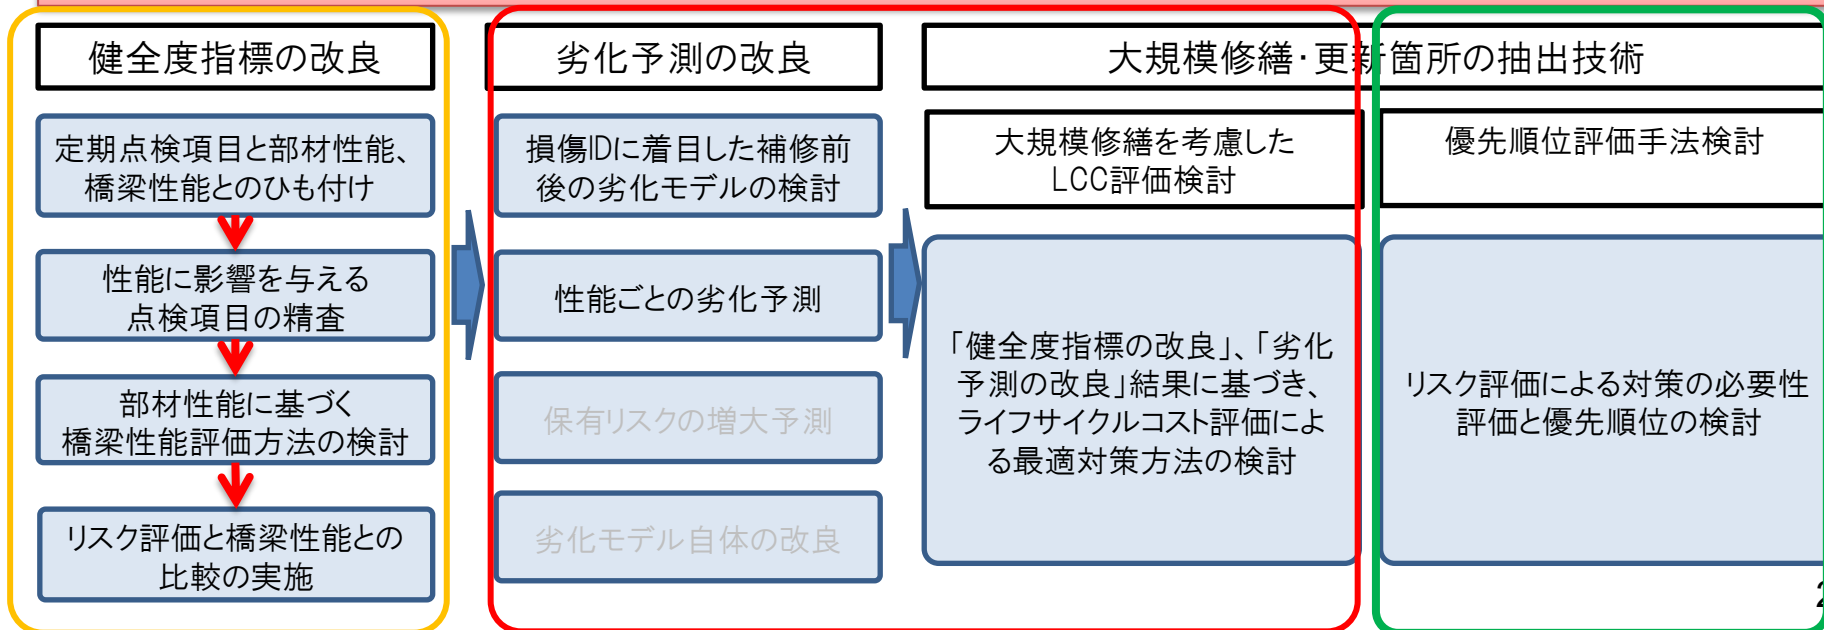 健全度指標の改良
定期点検項目と部材性能、
橋梁性能とのひも付け
性能に影響を与える
点検項目の精査
部材性能に基づく
橋梁性能評価方法の検討
リスク評価と橋梁性能との
比較の実施
劣化予測の改良
損傷IDに着目した補修前
後の劣化モデルの検討
性能ごとの劣化予測
保有リスクの増大予測
劣化モデル自体の改良
大規模修繕・更新箇所の抽出技術
大規模修繕を考慮した
LCC評価検討
「健全度指標の改良」、「劣化
予測の改良」結果に基づき、
ライフサイクルコスト評価によ
る最適対策方法の検討
優先順位評価手法検討
リスク評価による対策の必要性
評価と優先順位の検討